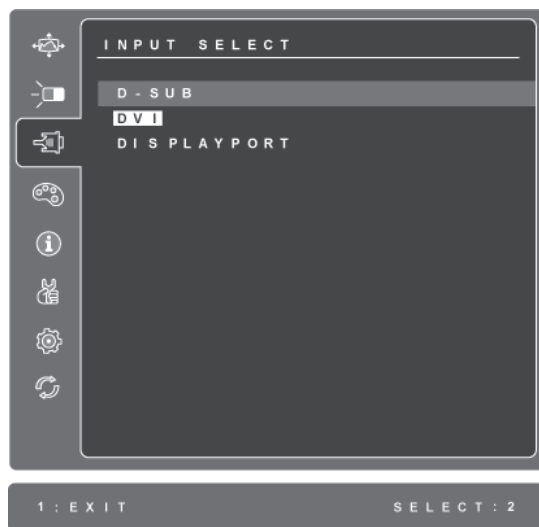 INPUT SELECT
D-SUB
DVI
DISPLAYPORT
1:EXIT SELECT:2